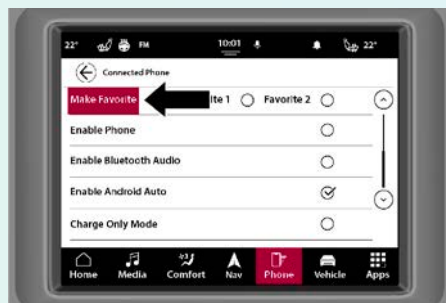 22° FM 10:01 22°
Connected Phone
Make Favorite ite 1 Favorite 2
Enable Phone
Enable Bluetooth Audio
Enable Android Auto
Charge Only Mode
Home Media Comfort Nav Phone Vehicle Apps